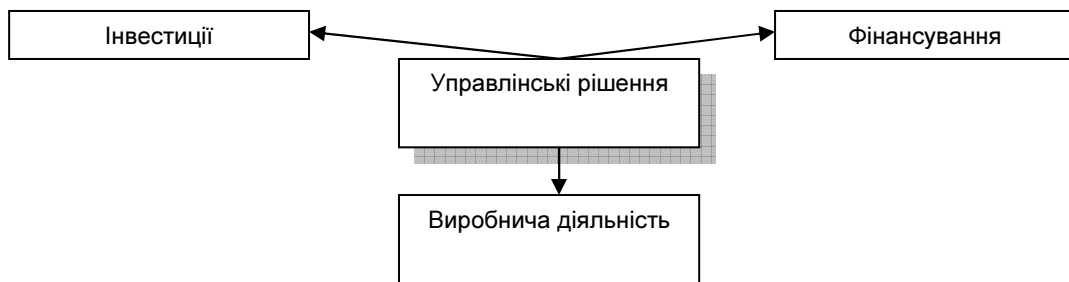 Інвестиції
Фінансування
Управлінські рішення
Виробнича діяльність